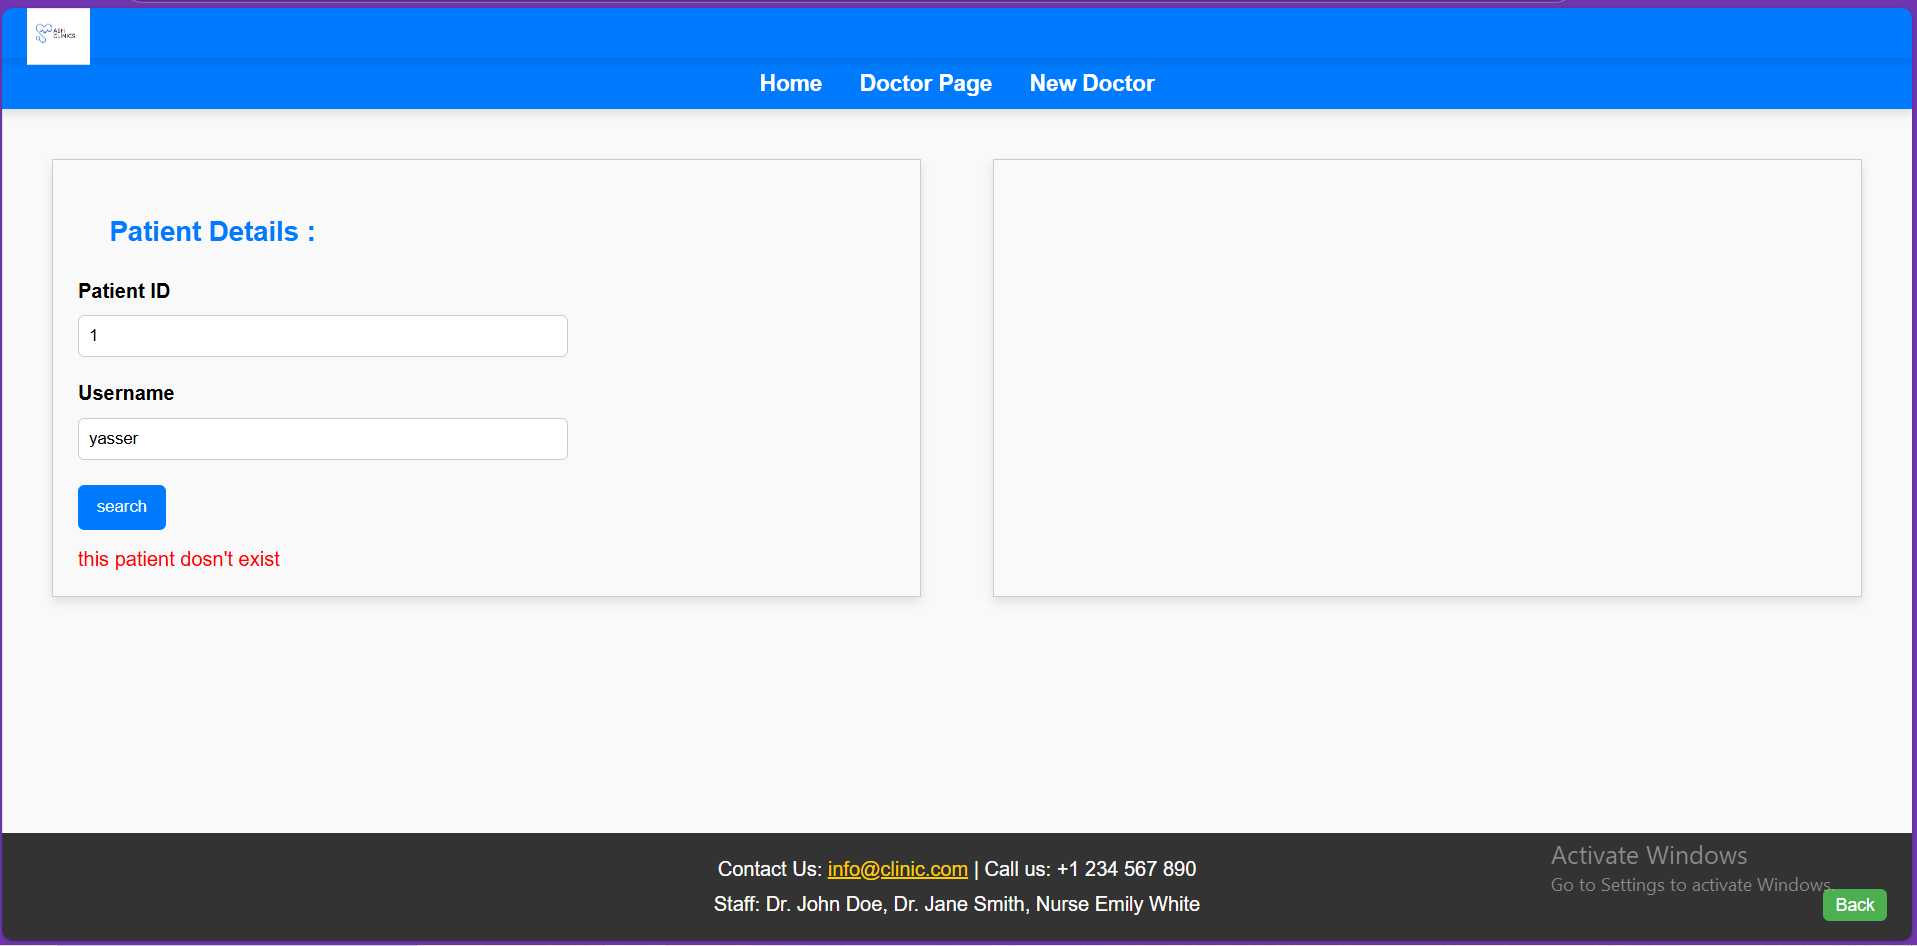 ASH
CLINICS
Home Doctor Page New Doctor
Patient Details :
Patient ID
1
Username
yasser
search
this patient dosn't exist
Contact Us: info@clinic.com | Call us: +1 234 567 890
Staff: Dr. John Doe, Dr. Jane Smith, Nurse Emily White
Activate Windows
Go to Settings to activate Windows.
Back